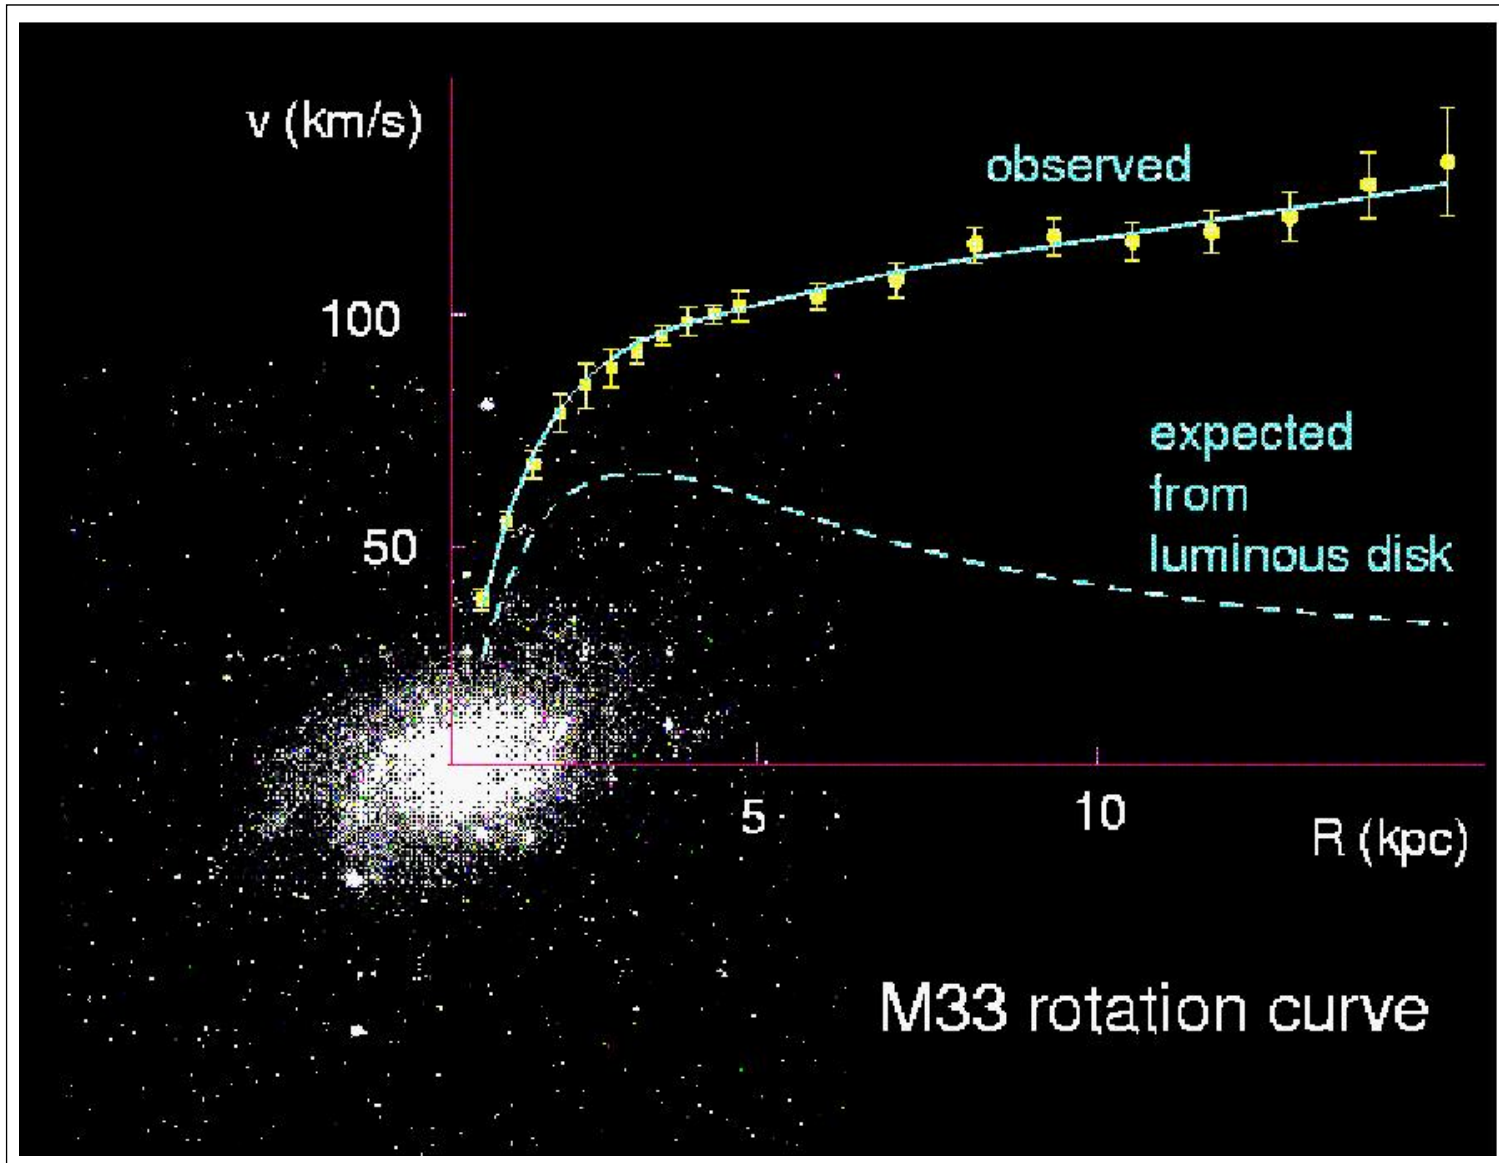 v (km/s)
observed
100
expected
from
luminous disk
50
5
10
R (kpc)
M33 rotation curve